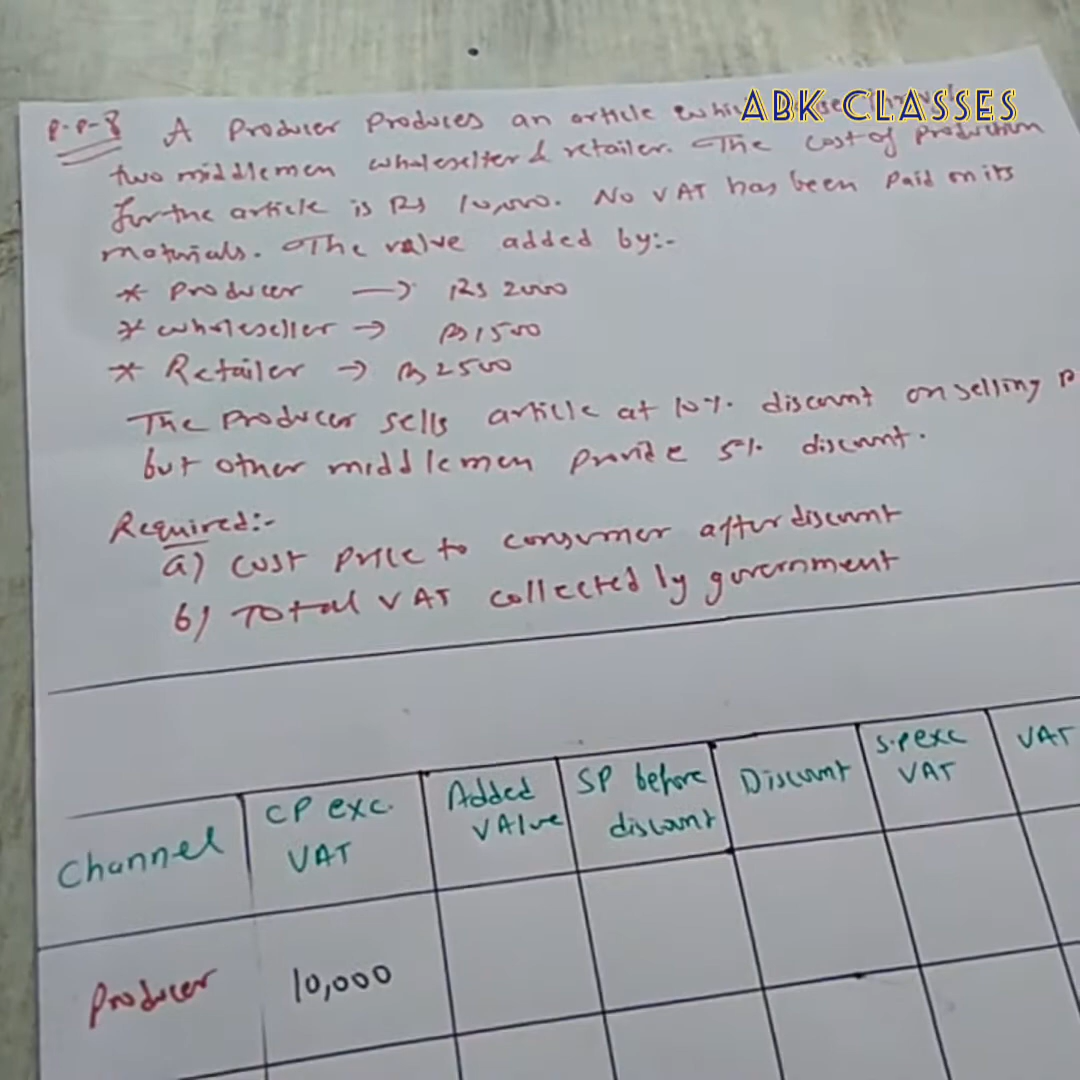 ABK CLASSES
P-P-8 A Producer Produces an article
two middlemen wholeseller & retailer. The cost of production
for the article is Rs 10,000. No VAT has been paid on its
materials. The value added by:-
* Producer → Rs 2000
* wholeseller → Rs 1500
* Retailer → Rs 2500
The Producer sells article at 10% discount on selling P
but other middlemen provide 5% discount.
Required:-
a) cost price to consumer after discount
b) Total VAT collected by government
Channel CP exc. VAT Added VAlue SP before discount Discount S.P exc VAT VAT
Producer 10,000